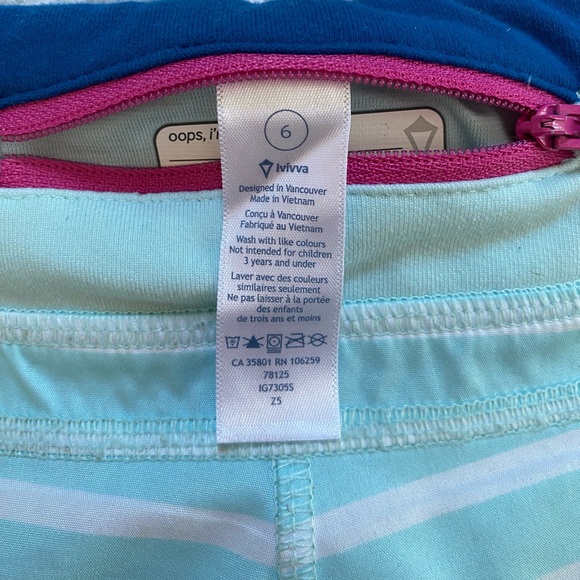 oops, i'
6
ivivva
Designed in Vancouver
Made in Vietnam
Conçu à Vancouver
Fabriqué au Vietnam
Wash with like colours
Not intended for children
3 years and under
Laver avec des couleurs
similaires seulement
Ne pas laisser à la portée
des enfants
de trois ans et moins
CA 35801 RN 106259
78125
IG7305S
Z5